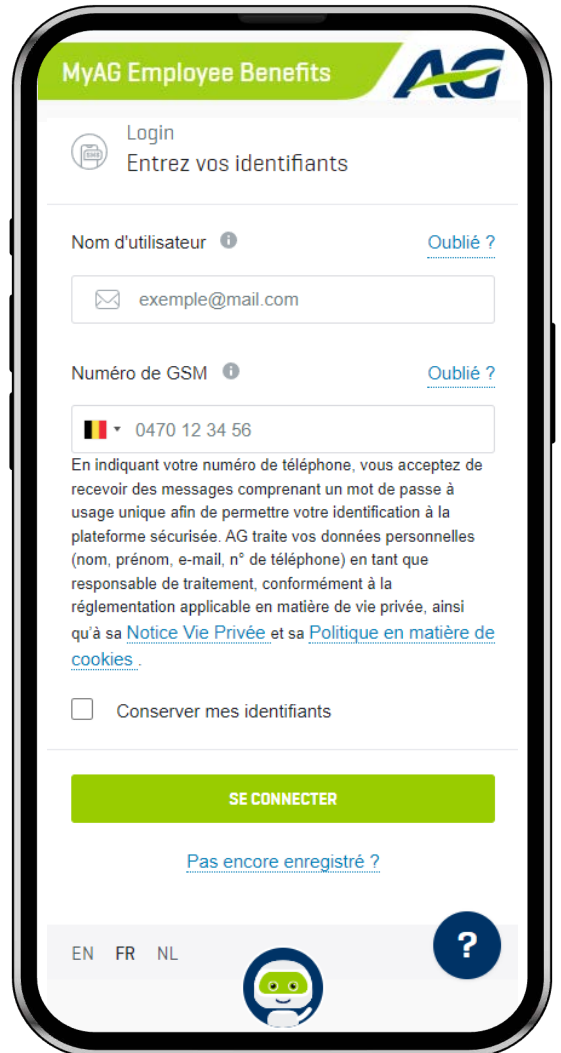 MyAG Employee Benefits
AG
Login
SMS
Entrez vos identifiants
Nom d'utilisateur i Oublié ?
exemple@mail.com
Numéro de GSM i Oublié ?
0470 12 34 56
En indiquant votre numéro de téléphone, vous acceptez de
recevoir des messages comprenant un mot de passe à
usage unique afin de permettre votre identification à la
plateforme sécurisée. AG traite vos données personnelles
(nom, prénom, e-mail, n° de téléphone) en tant que
responsable de traitement, conformément à la
réglementation applicable en matière de vie privée, ainsi
qu'à sa Notice Vie Privée et sa Politique en matière de
cookies .
Conserver mes identifiants
SE CONNECTER
Pas encore enregistré ?
EN FR NL
?